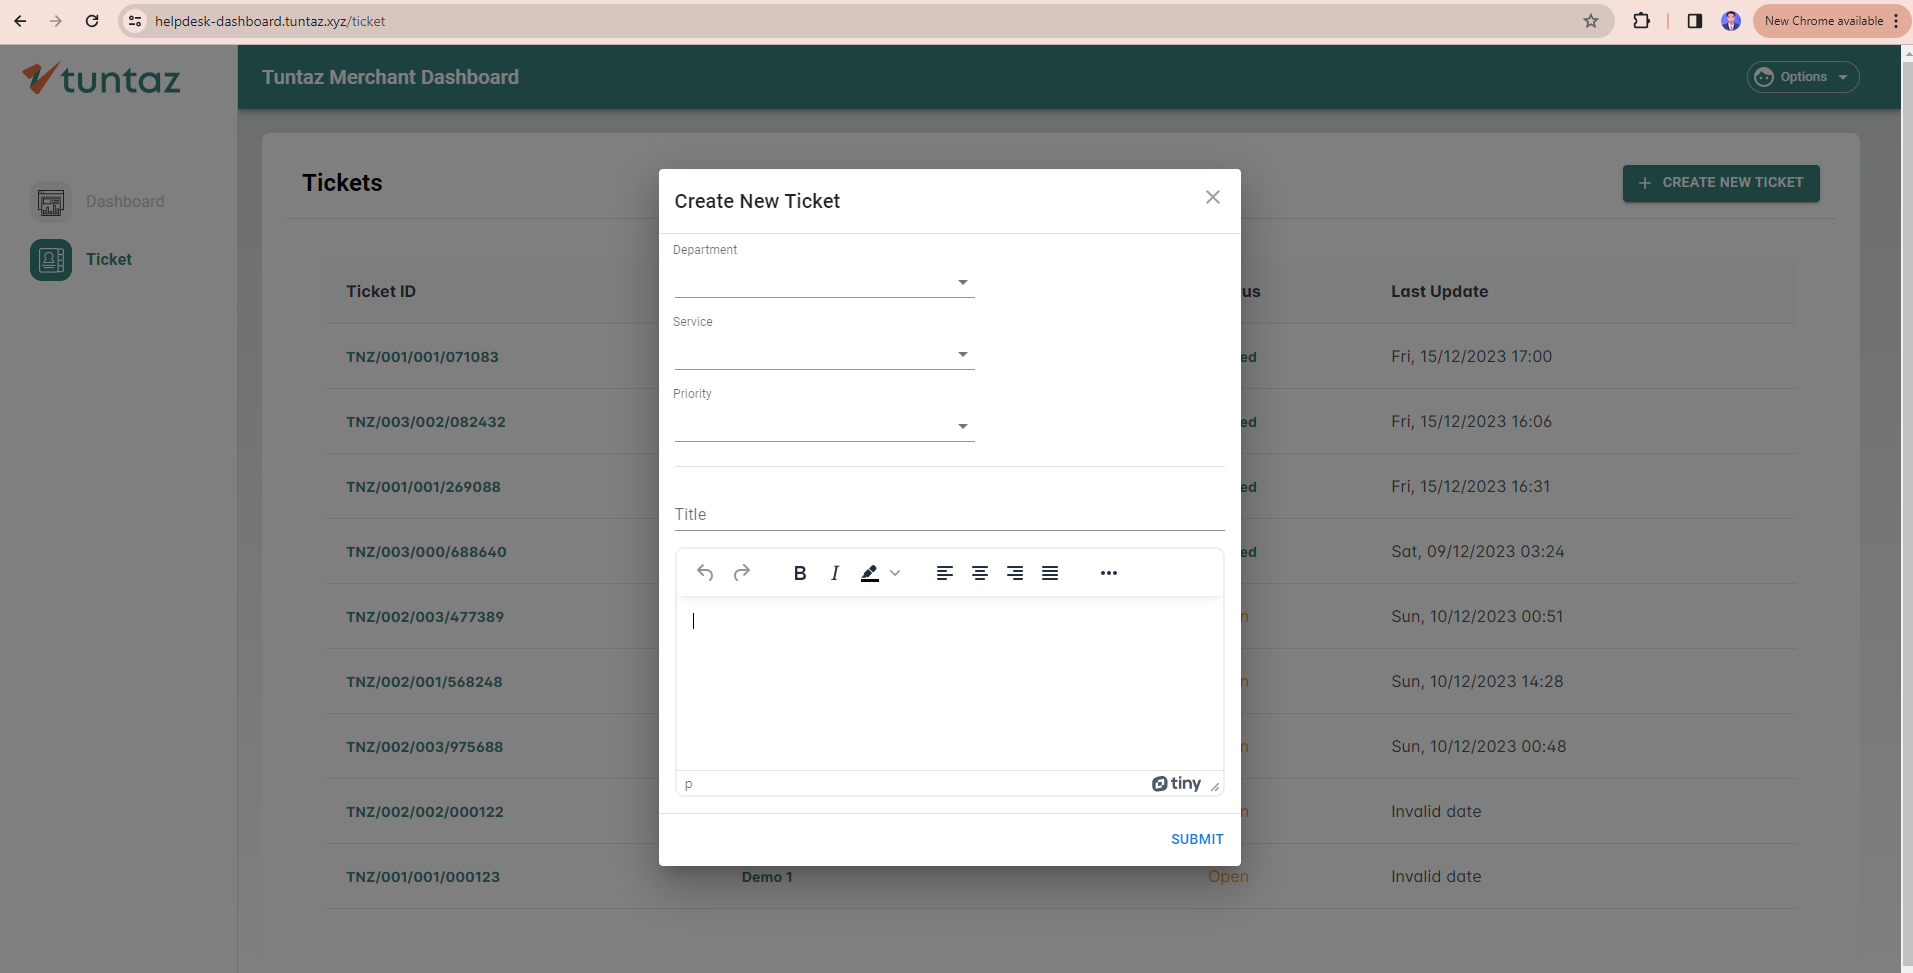 helpdesk-dashboard.tuntaz.xyz/ticket
New Chrome available
tuntaz
Tuntaz Merchant Dashboard
Options
Dashboard
Ticket
Tickets
CREATE NEW TICKET
Create New Ticket
Department
Service
Priority
Title
B I
p
tiny
SUBMIT
Ticket ID us Last Update
TNZ/001/001/071083 ed Fri, 15/12/2023 17:00
TNZ/003/002/082432 ed Fri, 15/12/2023 16:06
TNZ/001/001/269088 ed Fri, 15/12/2023 16:31
TNZ/003/000/688640 ed Sat, 09/12/2023 03:24
TNZ/002/003/477389 n Sun, 10/12/2023 00:51
TNZ/002/001/568248 n Sun, 10/12/2023 14:28
TNZ/002/003/975688 n Sun, 10/12/2023 00:48
TNZ/002/002/000122 n Invalid date
TNZ/001/001/000123 Demo 1 Open Invalid date